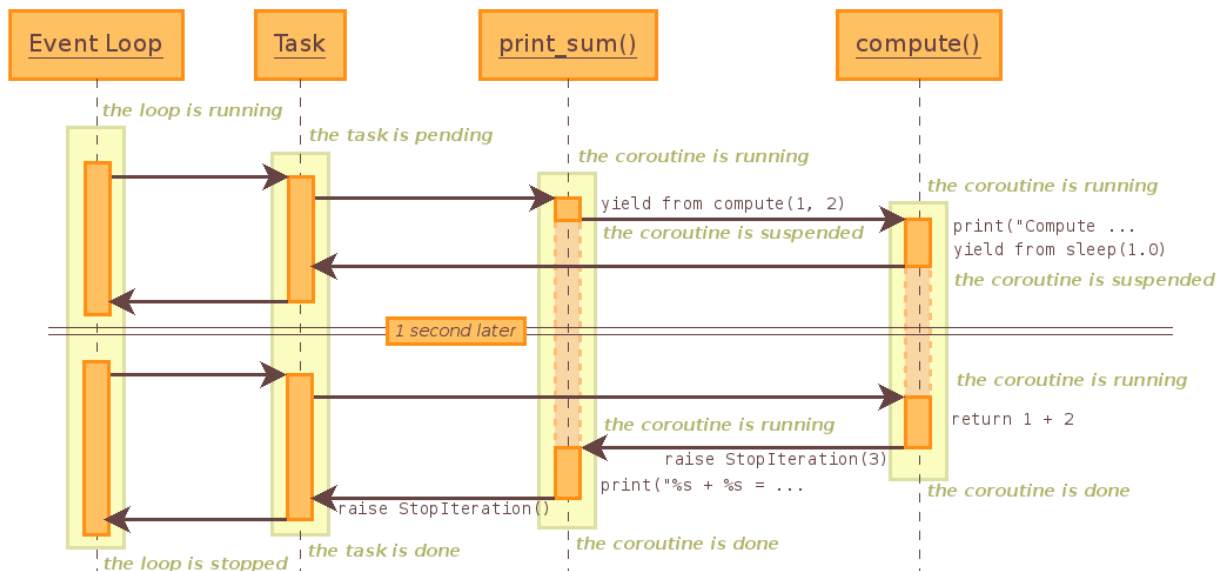 Event Loop
Task
print_sum()
compute()
the loop is running
the task is pending
the coroutine is running
the coroutine is running
yield from compute(1, 2)
print("Compute ...
the coroutine is suspended
yield from sleep(1.0)
the coroutine is suspended
1 second later
the coroutine is running
return 1 + 2
the coroutine is running
raise StopIteration(3)
print("%s + %s = ...
the coroutine is done
raise StopIteration()
the coroutine is done
the task is done
the loop is stopped